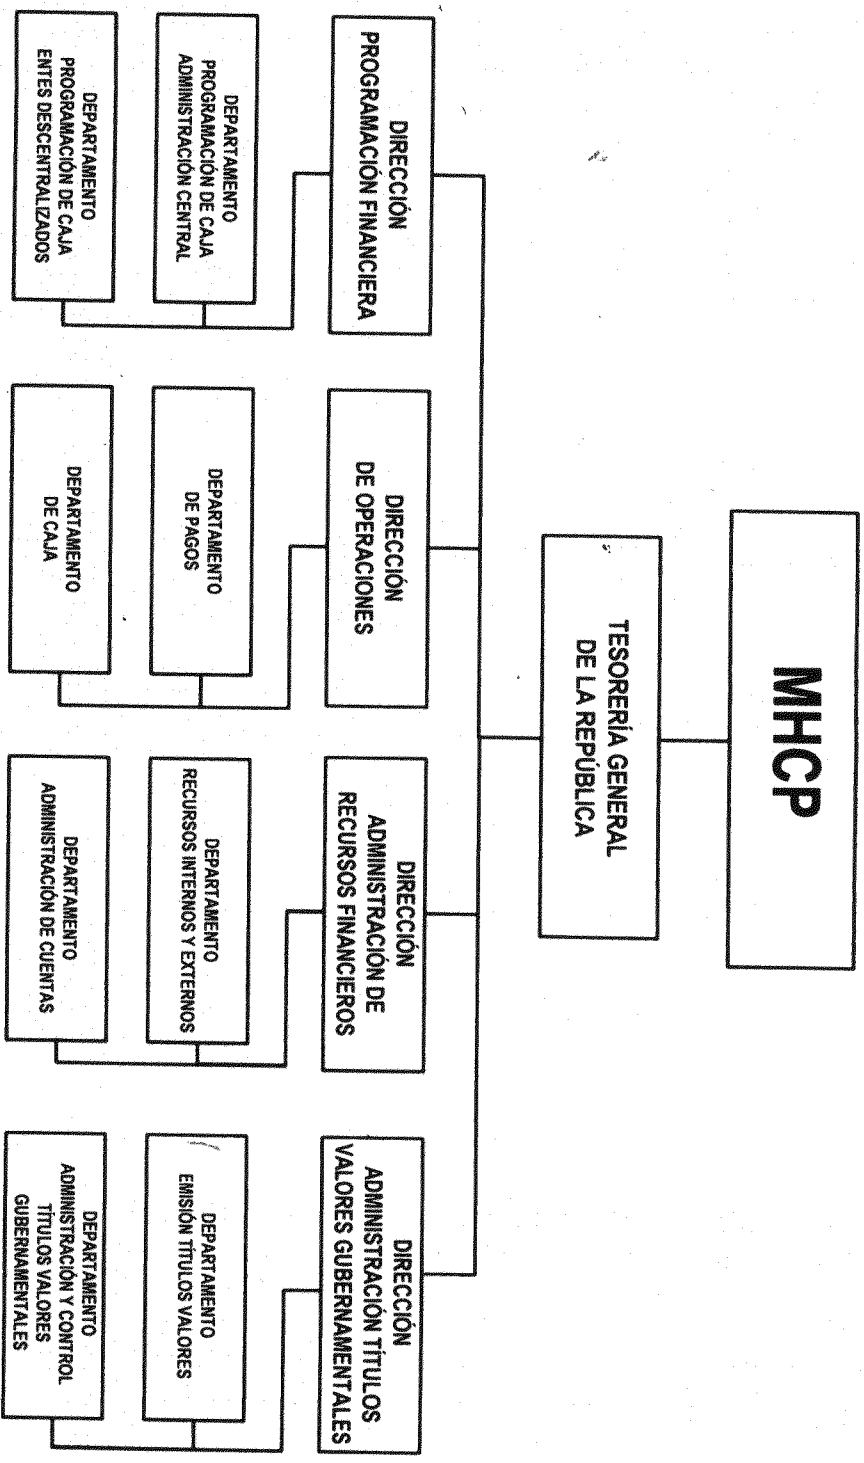 MHCP
TESORERÍA GENERAL
DE LA REPÚBLICA
DIRECCIÓN
PROGRAMACIÓN FINANCIERA
DEPARTAMENTO
PROGRAMACIÓN DE CAJA
ADMINISTRACIÓN CENTRAL
DEPARTAMENTO
PROGRAMACIÓN DE CAJA
ENTES DESCENTRALIZADOS
DIRECCIÓN
DE OPERACIONES
DEPARTAMENTO
DE PAGOS
DEPARTAMENTO
DE CAJA
DIRECCIÓN
ADMINISTRACIÓN DE
RECURSOS FINANCIEROS
DEPARTAMENTO
RECURSOS INTERNOS Y EXTERNOS
DEPARTAMENTO
ADMINISTRACIÓN DE CUENTAS
DIRECCIÓN
ADMINISTRACIÓN TÍTULOS
VALORES GUBERNAMENTALES
DEPARTAMENTO
EMISIÓN TÍTULOS VALORES
DEPARTAMENTO
ADMINISTRACIÓN Y CONTROL
TÍTULOS VALORES
GUBERNAMENTALES